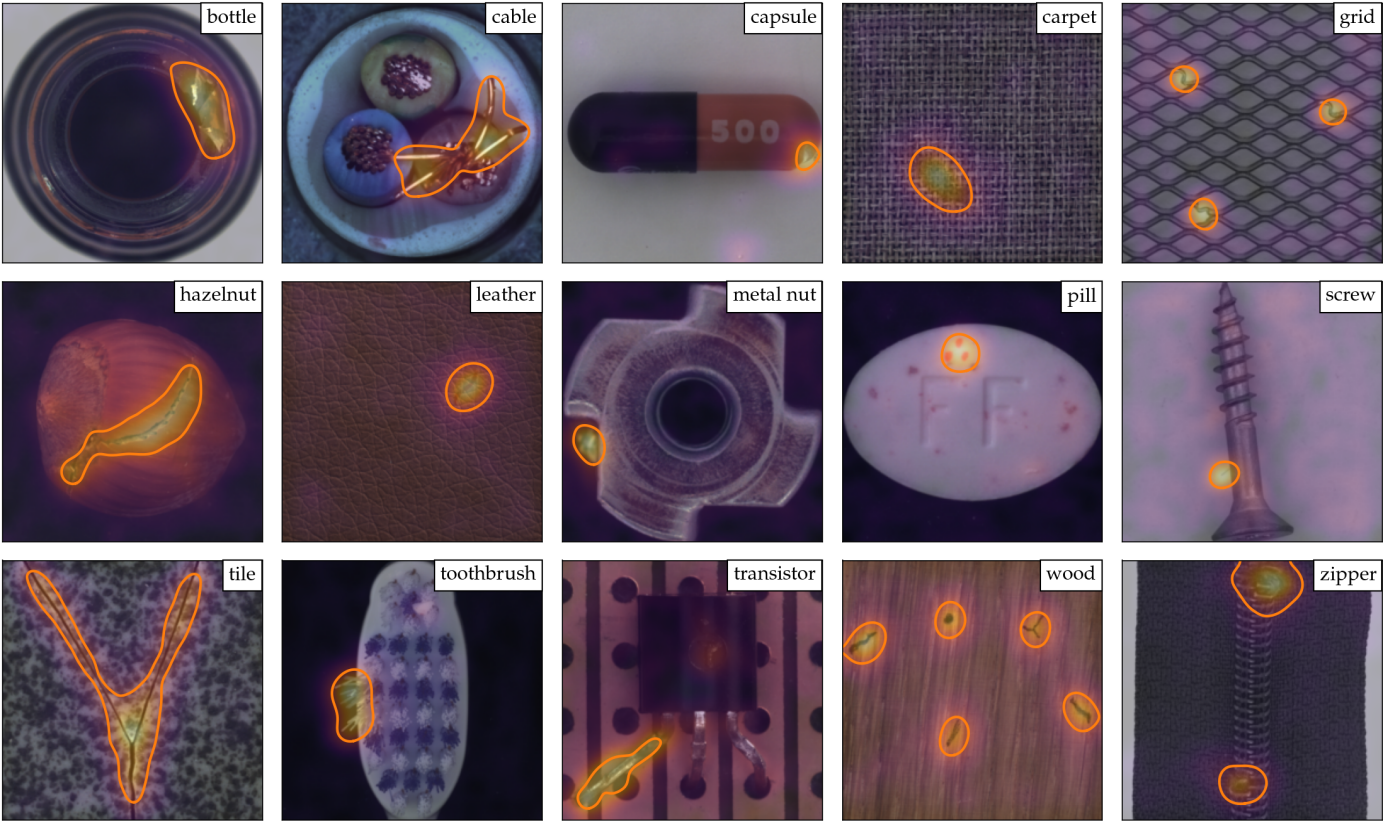 bottle
cable
capsule
carpet
grid
500
hazelnut
leather
metal nut
pill
screw
FF
tile
toothbrush
transistor
wood
zipper